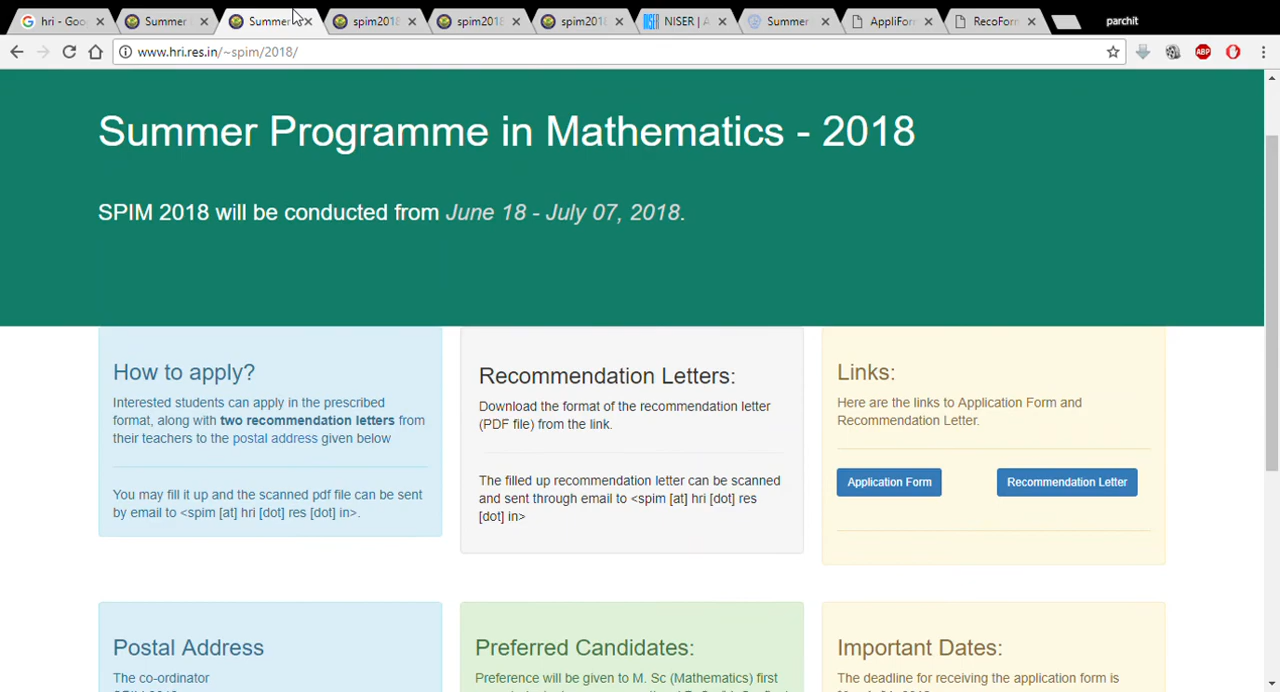 hri - Goo
Summer
Summer
spim2018
spim2018
spim2018
NISER | A
Summer
AppliForm
RecoForm
parchit
www.hri.res.in/~spim/2018/
ABP
Summer Programme in Mathematics - 2018
SPIM 2018 will be conducted from June 18 - July 07, 2018.
How to apply?
Interested students can apply in the prescribed
format, along with two recommendation letters from
their teachers to the postal address given below
You may fill it up and the scanned pdf file can be sent
by email to <spim [at] hri [dot] res [dot] in>.
Recommendation Letters:
Download the format of the recommendation letter
(PDF file) from the link.
The filled up recommendation letter can be scanned
and sent through email to <spim [at] hri [dot] res
[dot] in>
Links:
Here are the links to Application Form and
Recommendation Letter.
Application Form
Recommendation Letter
Postal Address
The co-ordinator
Preferred Candidates:
Preference will be given to M. Sc (Mathematics) first
Important Dates:
The deadline for receiving the application form is